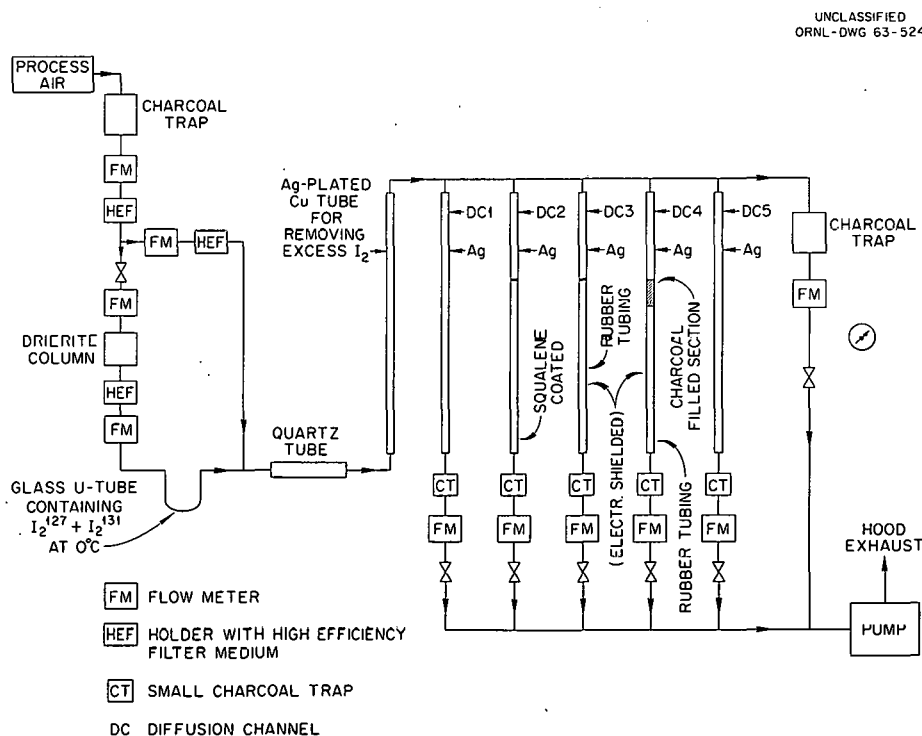 UNCLASSIFIED
ORNL-DWG 63-524
PROCESS
AIR
CHARCOAL
TRAP
FM
HEF
FM
HEF
FM
DRIERITE
COLUMN
HEF
FM
GLASS U-TUBE
CONTAINING
I₂¹²⁷ + I₂¹³¹
AT 0°C
QUARTZ
TUBE
Ag-PLATED
Cu TUBE
FOR
REMOVING
EXCESS I₂
DC1
DC2
DC3
DC4
DC5
Ag
Ag
Ag
Ag
Ag
SQUALENE
COATED
RUBBER
TUBING
(ELECTR. SHIELDED)
CHARCOAL
FILLED SECTION
RUBBER TUBING
CT
CT
CT
CT
CT
FM
FM
FM
FM
FM
CHARCOAL
TRAP
FM
HOOD
EXHAUST
PUMP
FM FLOW METER
HEF HOLDER WITH HIGH EFFICIENCY
FILTER MEDIUM
CT SMALL CHARCOAL TRAP
DC DIFFUSION CHANNEL